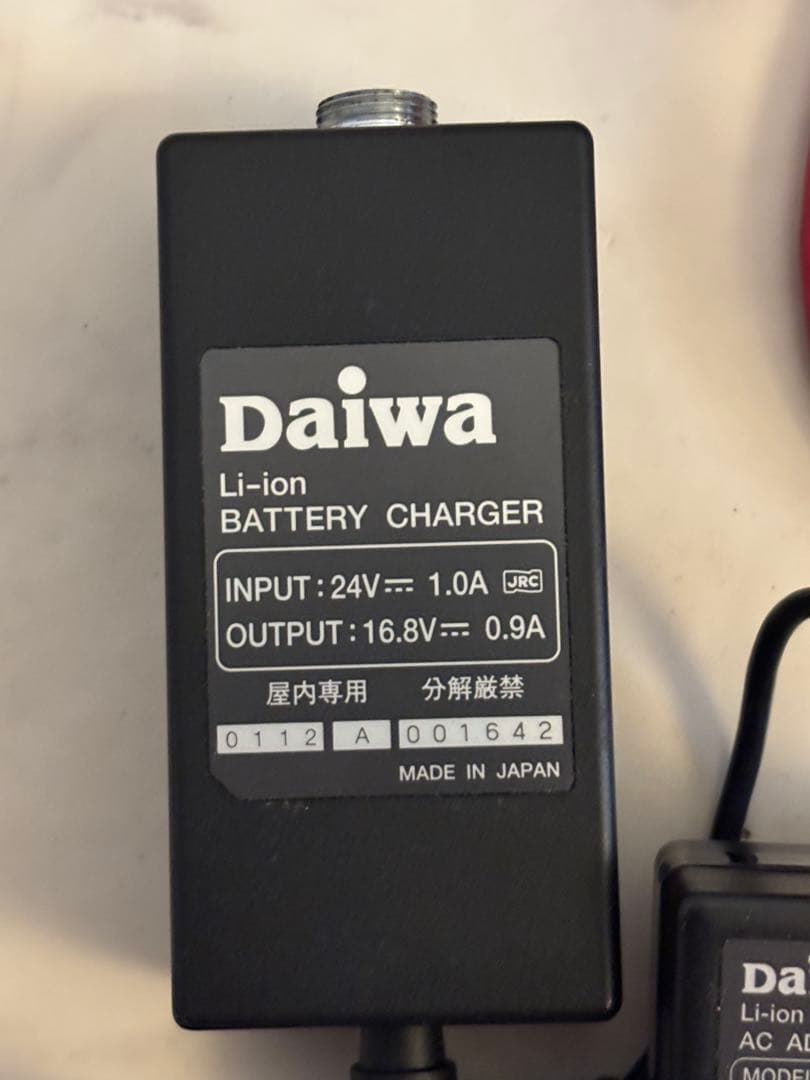 Daiwa
Li-ion
BATTERY CHARGER
INPUT : 24V⎓ 1.0A JRC
OUTPUT : 16.8V⎓ 0.9A
屋内専用 分解厳禁
0112 A 001642
MADE IN JAPAN
Da
Li-ion
AC AD
MODEL